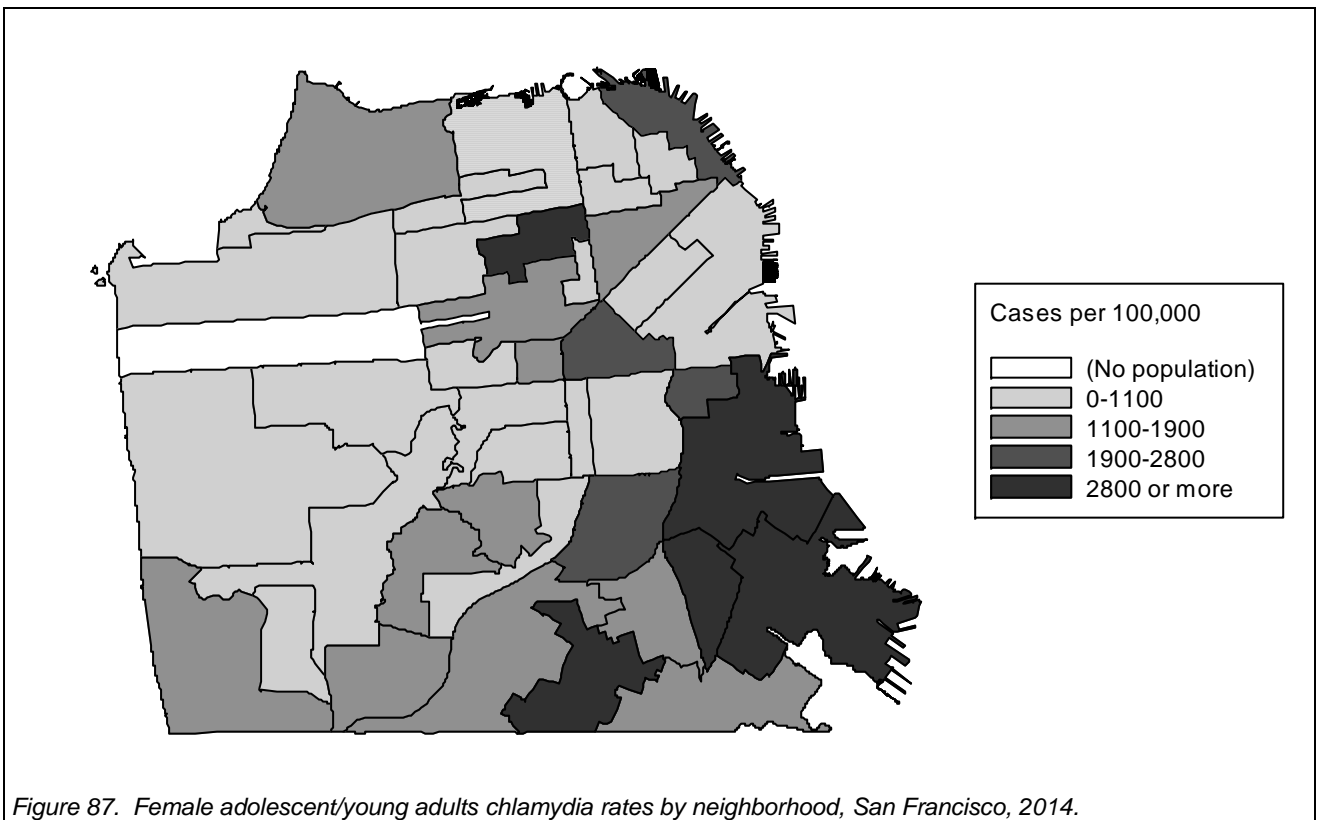 Cases per 100,000
(No population)
0-1100
1100-1900
1900-2800
2800 or more
Figure 87. Female adolescent/young adults chlamydia rates by neighborhood, San Francisco, 2014.